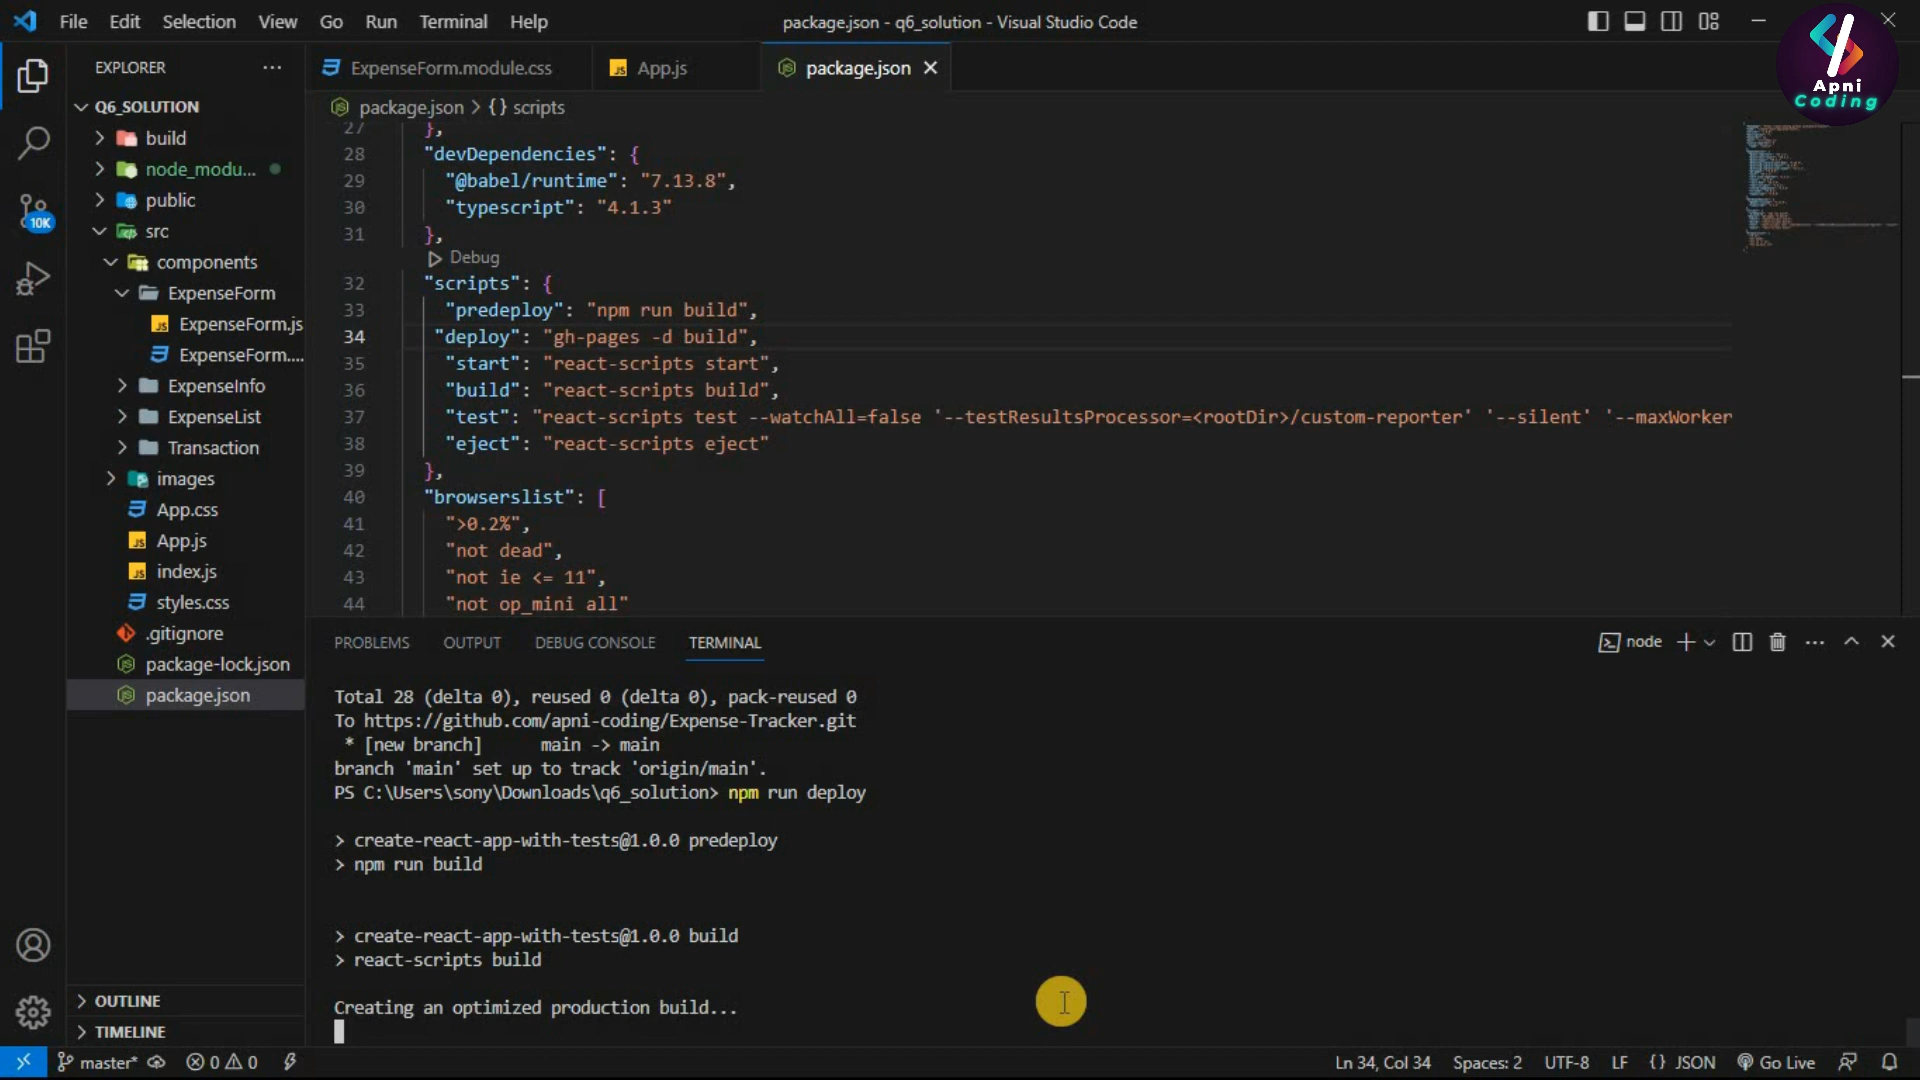 File Edit Selection View Go Run Terminal Help
package.json - q6_solution - Visual Studio Code
Apni
Coding
EXPLORER
Q6_SOLUTION
build
node_modu...
public
src
components
ExpenseForm
ExpenseForm.js
ExpenseForm....
ExpenseInfo
ExpenseList
Transaction
images
App.css
App.js
index.js
styles.css
.gitignore
package-lock.json
package.json
OUTLINE
TIMELINE
10K
ExpenseForm.module.css App.js package.json
package.json > {} scripts
27 },
28 "devDependencies": {
29 "@babel/runtime": "7.13.8",
30 "typescript": "4.1.3"
31 },
Debug
32 "scripts": {
33 "predeploy": "npm run build",
34 "deploy": "gh-pages -d build",
35 "start": "react-scripts start",
36 "build": "react-scripts build",
37 "test": "react-scripts test --watchAll=false '--testResultsProcessor=<rootDir>/custom-reporter' '--silent' '--maxWorker
38 "eject": "react-scripts eject"
39 },
40 "browserslist": [
41 ">0.2%",
42 "not dead",
43 "not ie <= 11",
44 "not op_mini all"
PROBLEMS OUTPUT DEBUG CONSOLE TERMINAL
node
Total 28 (delta 0), reused 0 (delta 0), pack-reused 0
To https://github.com/apni-coding/Expense-Tracker.git
* [new branch] main -> main
branch 'main' set up to track 'origin/main'.
PS C:\Users\sony\Downloads\q6_solution> npm run deploy
> create-react-app-with-tests@1.0.0 predeploy
> npm run build
> create-react-app-with-tests@1.0.0 build
> react-scripts build
Creating an optimized production build...
master* 0 0
Ln 34, Col 34 Spaces: 2 UTF-8 LF {} JSON Go Live